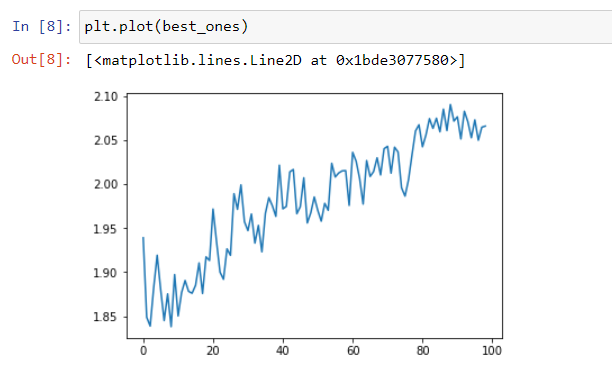 In [8]: plt.plot(best_ones)
Out[8]: [<matplotlib.lines.Line2D at 0x1bde3077580>]
2.10
2.05
2.00
1.95
1.90
1.85
0 20 40 60 80 100